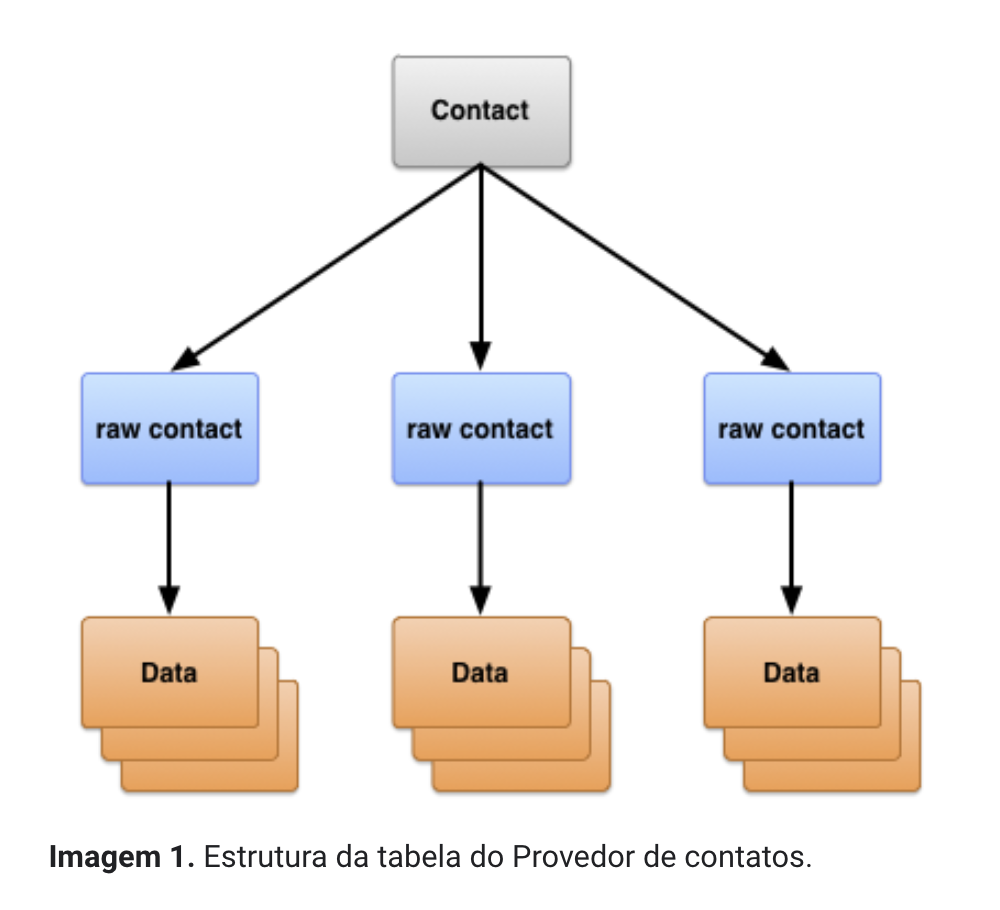 Contact
raw contact
raw contact
raw contact
Data
Data
Data
Imagem 1. Estrutura da tabela do Provedor de contatos.